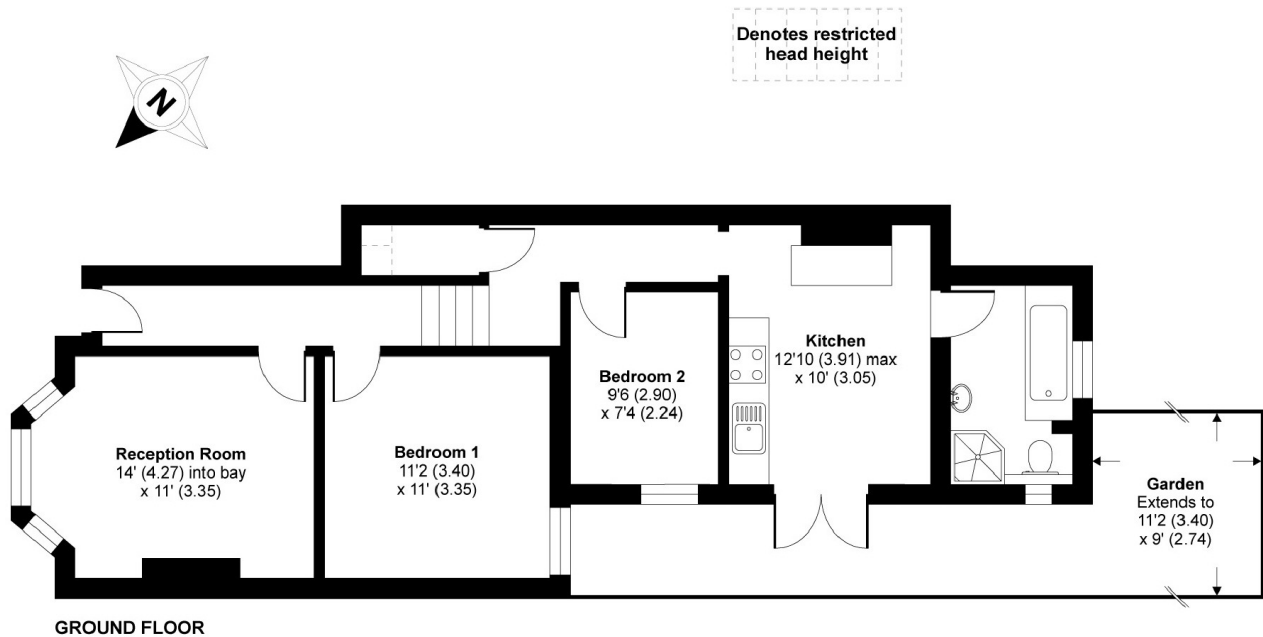 Denotes restricted
head height
N
Kitchen
12'10 (3.91) max
x 10' (3.05)
Bedroom 2
9'6 (2.90)
x 7'4 (2.24)
Reception Room
14' (4.27) into bay
x 11' (3.35)
Bedroom 1
11'2 (3.40)
x 11' (3.35)
Garden
Extends to
11'2 (3.40)
x 9' (2.74)
GROUND FLOOR